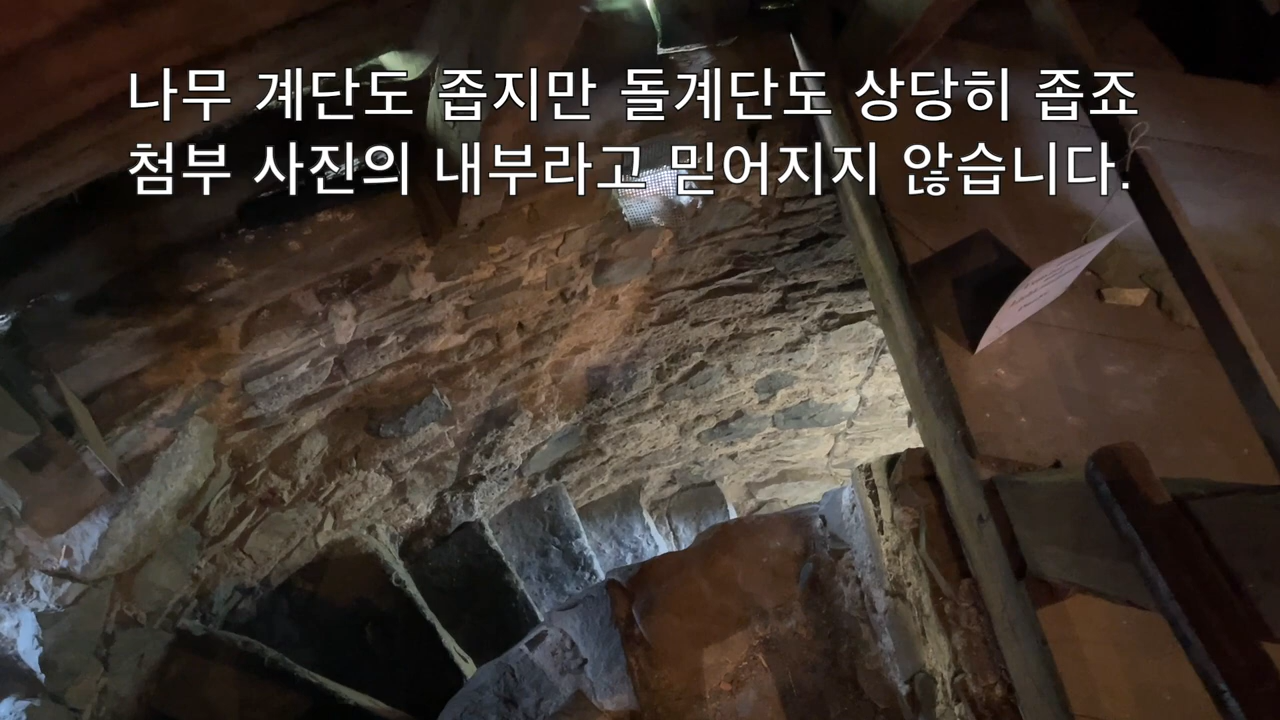 나무 계단도 좁지만 돌계단도 상당히 좁죠
첨부 사진의 내부라고 믿어지지 않습니다.